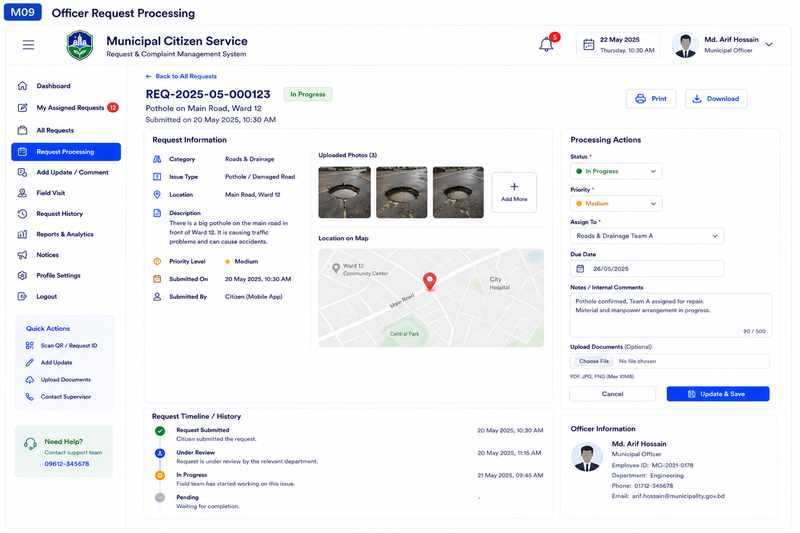 M09
Officer Request Processing
Municipal Citizen Service
Request & Complaint Management System
5
22 May 2025
Thursday, 10:30 AM
Md. Arif Hossain
Municipal Officer
Dashboard
My Assigned Requests
12
All Requests
Request Processing
Add Update / Comment
Field Visit
Request History
Reports & Analytics
Notices
Profile Settings
Logout
Quick Actions
Scan QR / Request ID
Add Update
Upload Documents
Contact Supervisor
Need Help?
Contact support team
09612-345678
← Back to All Requests
REQ-2025-05-000123
In Progress
Pothole on Main Road, Ward 12
Submitted on 20 May 2025, 10:30 AM
Print
Download
Request Information
Category
Roads & Drainage
Issue Type
Pothole / Damaged Road
Location
Main Road, Ward 12
Description
There is a big pothole on the main road in
front of Ward 12. It is causing traffic
problems and can cause accidents.
Priority Level
Medium
Submitted On
20 May 2025, 10:30 AM
Submitted By
Citizen (Mobile App)
Uploaded Photos (3)
+
Add More
Location on Map
Ward 12
Community Center
Main Road
City
Hospital
Central Park
Request Timeline / History
Request Submitted
20 May 2025, 10:30 AM
Citizen submitted the request.
Under Review
20 May 2025, 11:15 AM
Request is under review by the relevant department.
In Progress
21 May 2025, 09:45 AM
Field team has started working on this issue.
Pending
-
Waiting for completion.
Processing Actions
Status *
In Progress
Priority *
Medium
Assign To *
Roads & Drainage Team A
Due Date
26/05/2025
Notes / Internal Comments
Pothole confirmed, Team A assigned for repair.
Material and manpower arrangement in progress.
90 / 500
Upload Documents (Optional)
Choose File
No file chosen
PDF, JPG, PNG (Max 10MB)
Cancel
Update & Save
Officer Information
Md. Arif Hossain
Municipal Officer
Employee ID: MO-2021-0178
Department: Engineering
Phone: 01712-345678
Email: arif.hossain@municipality.gov.bd